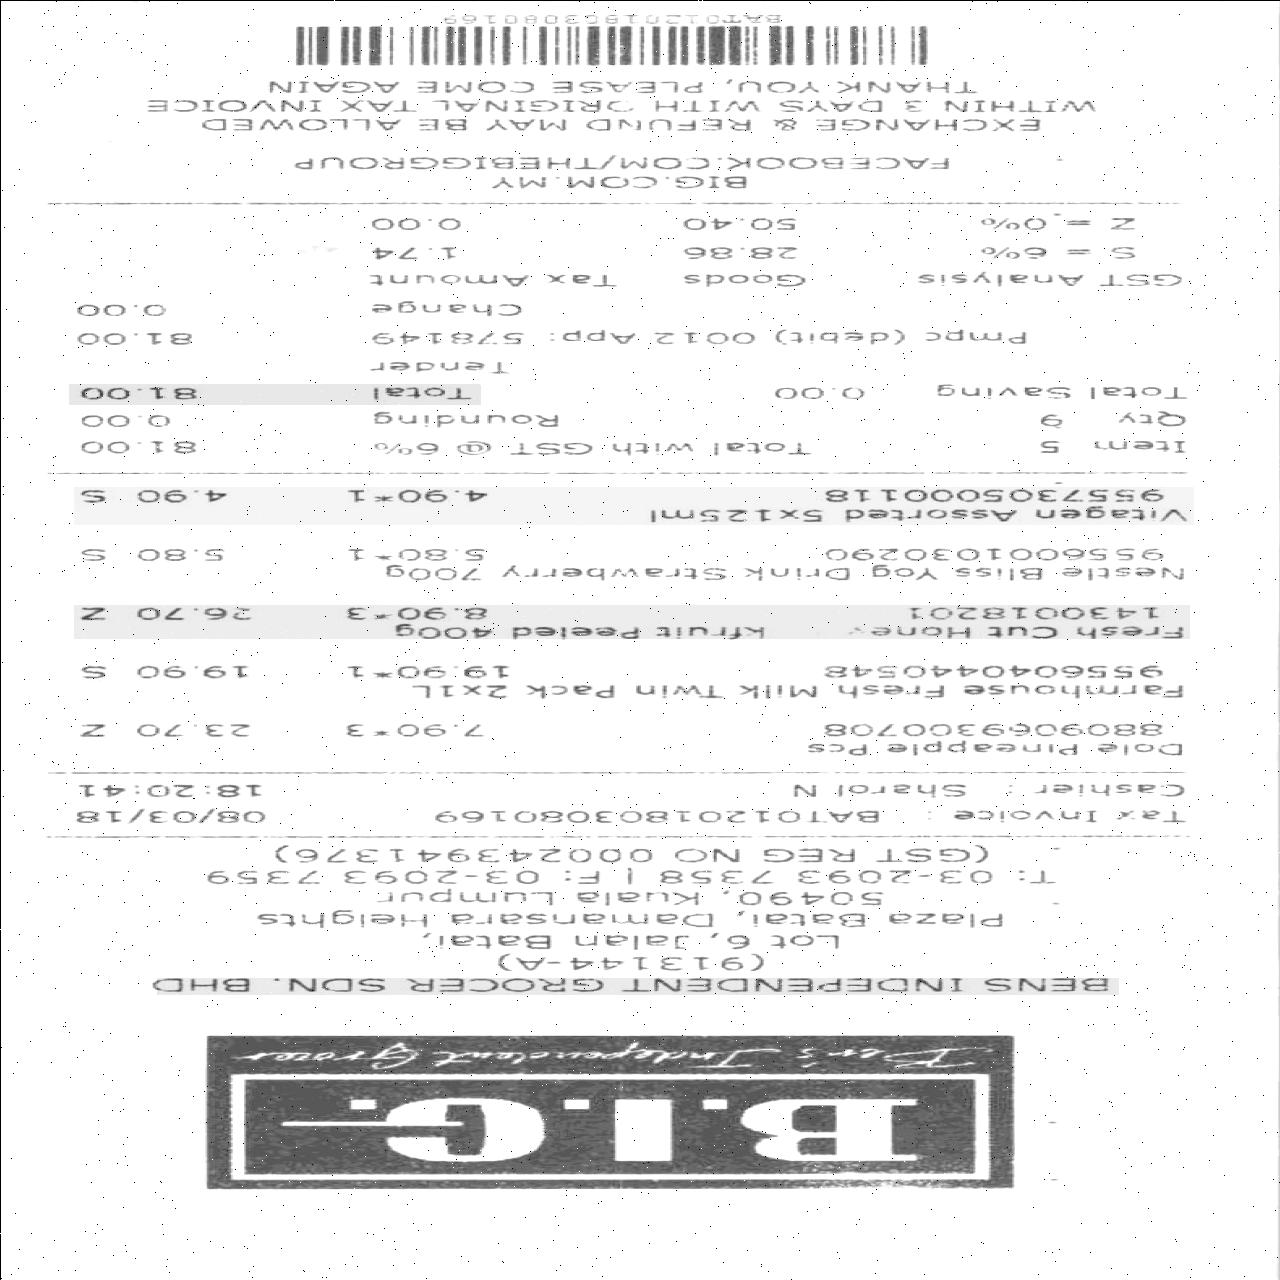 Ben's Independent Grocer
B.I.G.
BENS INDEPENDENT GROCER SDN. BHD
(913144-A)
Lot 6, Jalan Batai,
Plaza Batai, Damansara Heights
50490, Kuala Lumpur
T: 03-2093 7358 | F: 03-2093 7359
(GST REG NO 000243941376)
Tax Invoice : BAT01201803080169 08/03/18
Cashier : Sharol N 18:20:41
Dole Pineapple Pcs
8809069300708 7.90*3 23.70 Z
Farmhouse Fresh Milk Twin Pack 2x1L
9556040440548 19.90*1 19.90 S
Fresh Cut Honey kfruit Peeled 400g
1430018201 8.90*3 26.70 Z
Nestle Bliss Yog Drink Strawberry 700g
9556001030290 5.80*1 5.80 S
Vitagen Assorted 5x125ml
9557305000118 4.90*1 4.90 S
Item 5 Total with GST @ 6% 81.00
Qty 9 Rounding 0.00
Total Saving 0.00 Total 81.00
Tender
Pmpc (debit) 0012 App: 578149 81.00
Change 0.00
GST Analysis Goods Tax Amount
S = 6% 28.86 1.74
Z = 0% 50.40 0.00
BIG.COM.MY
FACEBOOK.COM/THEBIGGROUP
EXCHANGE & REFUND MAY BE ALLOWED
WITHIN 3 DAYS WITH ORIGINAL TAX INVOICE
THANK YOU, PLEASE COME AGAIN
BAT01201803080169